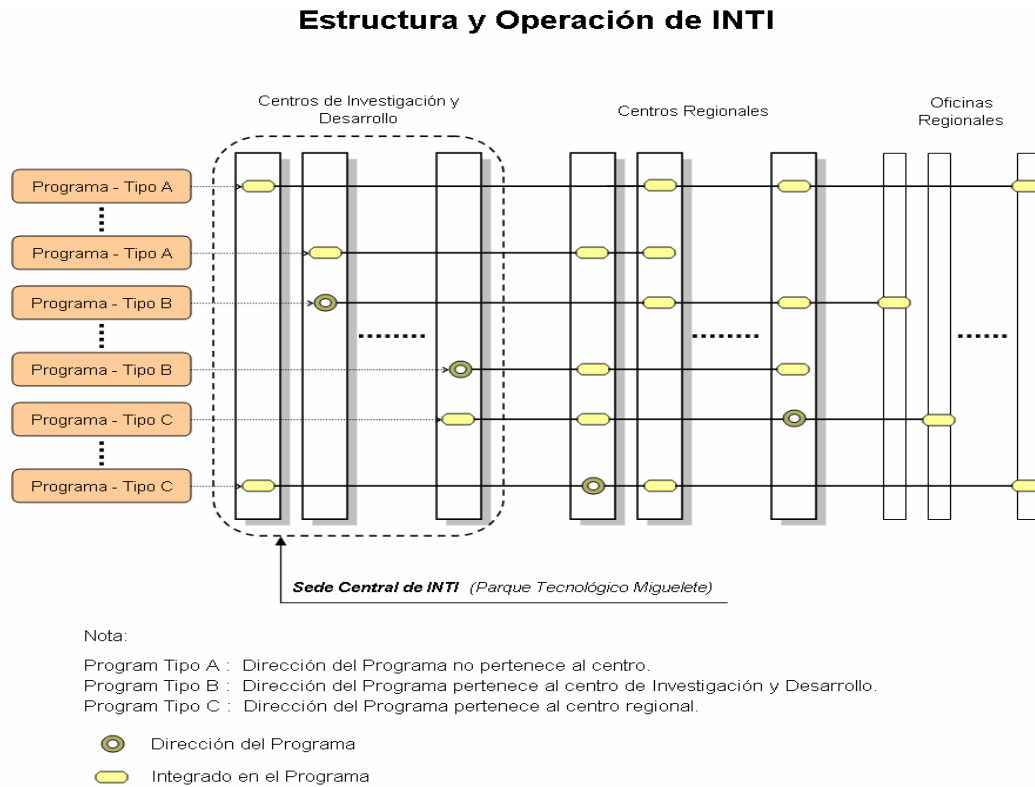 Estructura y Operación de INTI
Centros de Investigación y
Desarrollo
Centros Regionales
Oficinas
Regionales
Programa - Tipo A
Programa - Tipo A
Programa - Tipo B
Programa - Tipo B
Programa - Tipo C
Programa - Tipo C
Sede Central de INTI (Parque Tecnológico Miguelete)
Nota:
Program Tipo A : Dirección del Programa no pertenece al centro.
Program Tipo B : Dirección del Programa pertenece al centro de Investigación y Desarrollo.
Program Tipo C : Dirección del Programa pertenece al centro regional.
Dirección del Programa
Integrado en el Programa